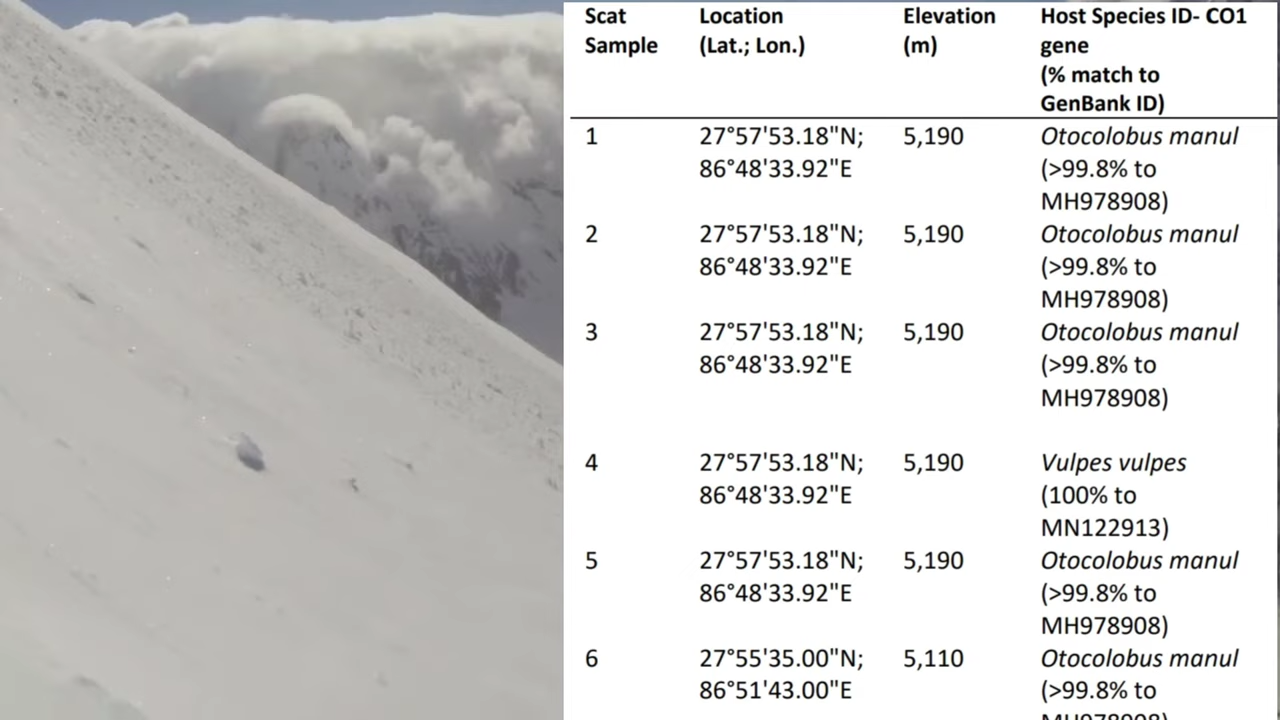 Scat Sample Location (Lat.; Lon.) Elevation (m) Host Species ID- CO1 gene (% match to GenBank ID)
1 27°57'53.18"N; 5,190 Otocolobus manul
86°48'33.92"E (>99.8% to
MH978908)
2 27°57'53.18"N; 5,190 Otocolobus manul
86°48'33.92"E (>99.8% to
MH978908)
3 27°57'53.18"N; 5,190 Otocolobus manul
86°48'33.92"E (>99.8% to
MH978908)
4 27°57'53.18"N; 5,190 Vulpes vulpes
86°48'33.92"E (100% to
MN122913)
5 27°57'53.18"N; 5,190 Otocolobus manul
86°48'33.92"E (>99.8% to
MH978908)
6 27°55'35.00"N; 5,110 Otocolobus manul
86°51'43.00"E (>99.8% to